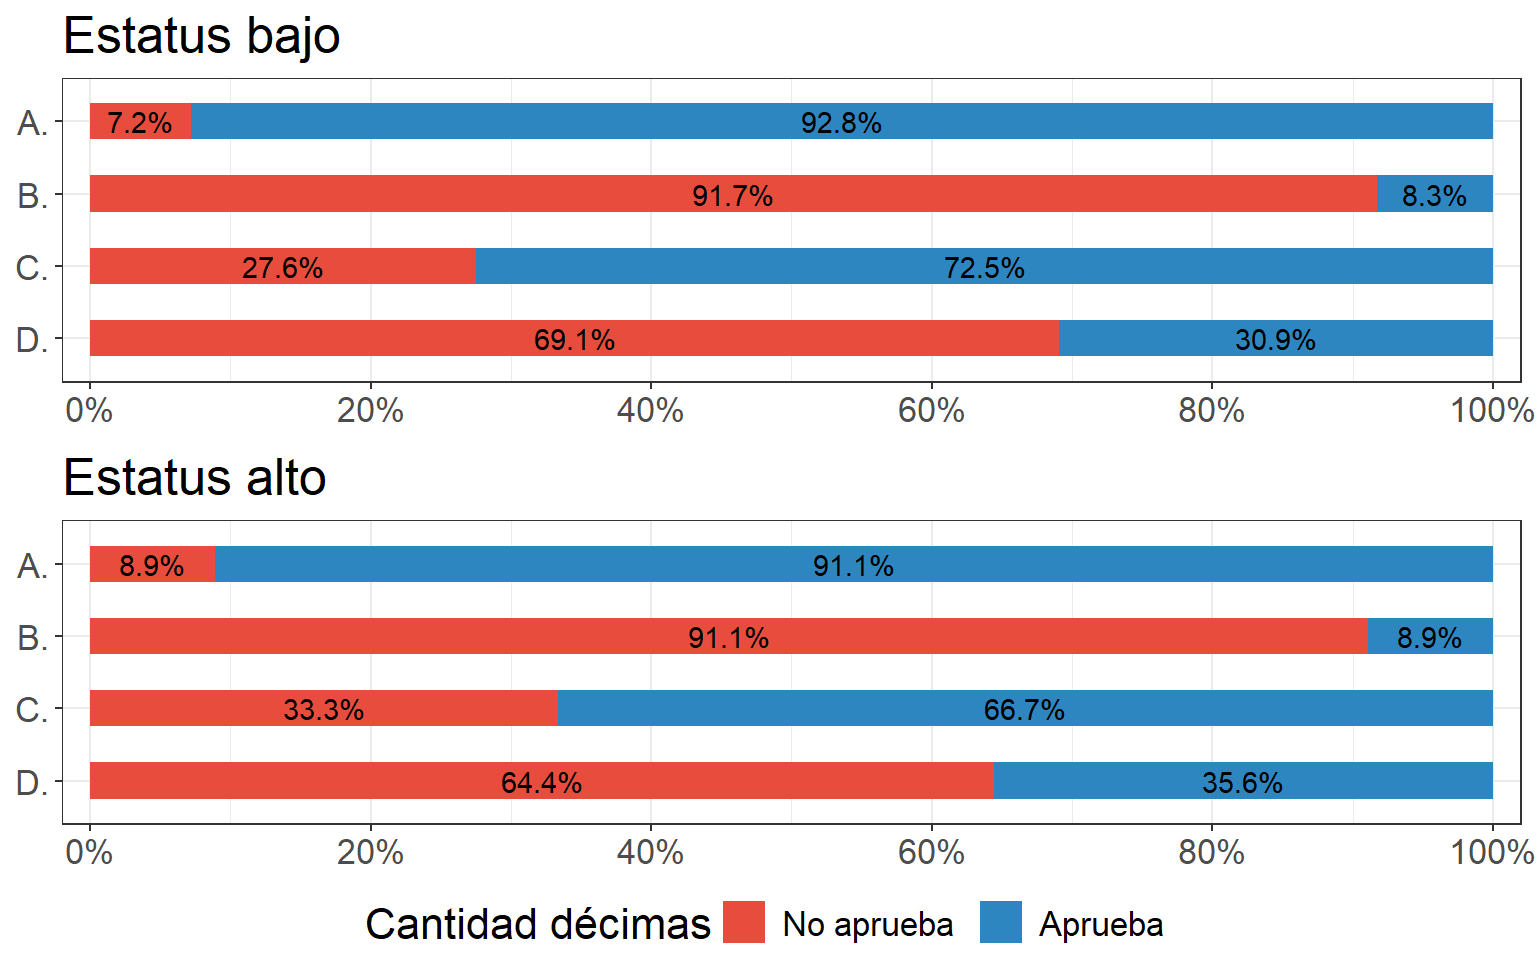 Estatus bajo
A. 7.2% 92.8%
B. 91.7% 8.3%
C. 27.6% 72.5%
D. 69.1% 30.9%
0% 20% 40% 60% 80% 100%
Estatus alto
A. 8.9% 91.1%
B. 91.1% 8.9%
C. 33.3% 66.7%
D. 64.4% 35.6%
0% 20% 40% 60% 80% 100%
Cantidad décimas No aprueba Aprueba